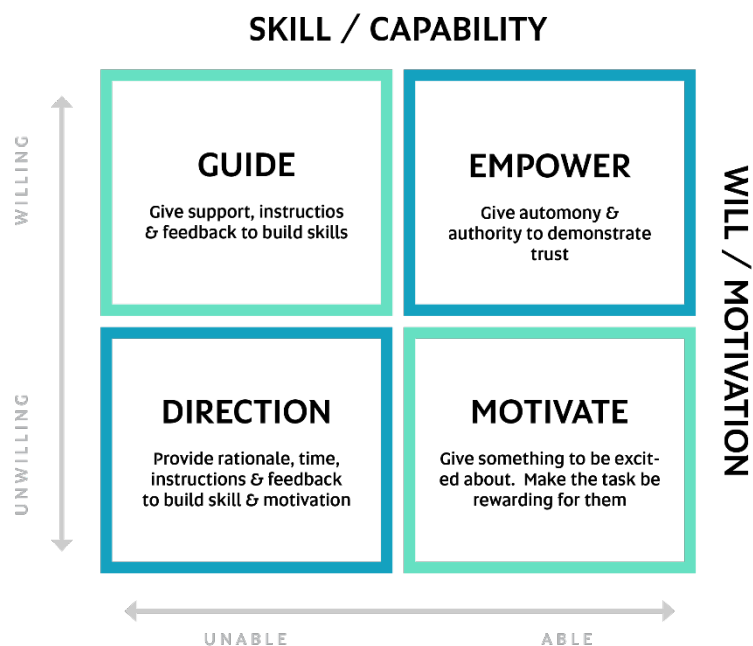 SKILL / CAPABILITY
WILLING
GUIDE
Give support, instructios
& feedback to build skills
EMPOWER
Give automony &
authority to demonstrate
trust
WILL / MOTIVATION
UNWILLING
DIRECTION
Provide rationale, time,
instructions & feedback
to build skill & motivation
MOTIVATE
Give something to be excit-
ed about.  Make the task be
rewarding for them
UNABLE
ABLE